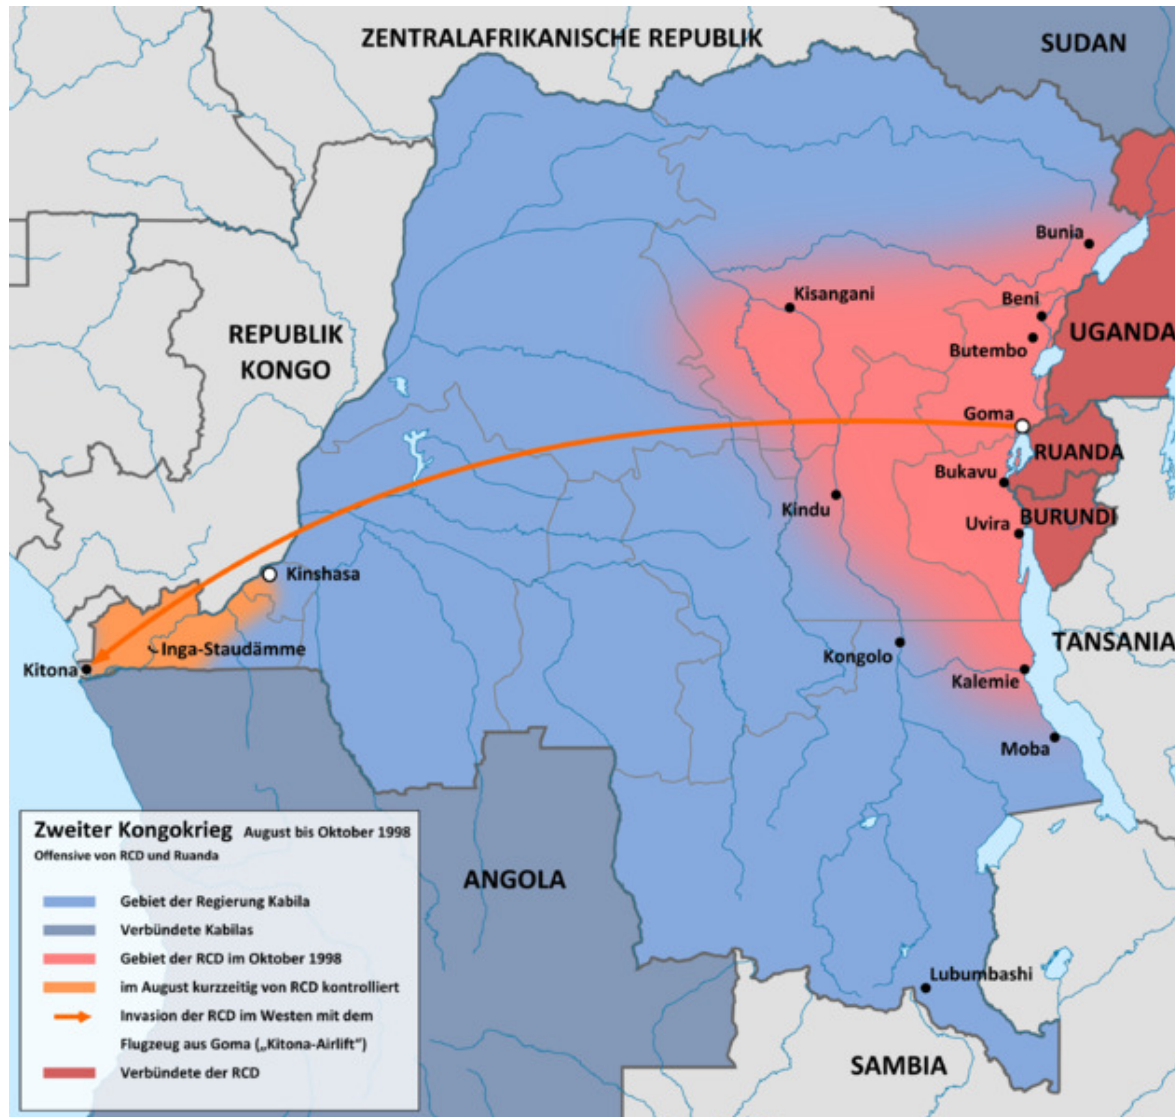 ZENTRALAFRIKANISCHE REPUBLIK
SUDAN
Bunia
Kisangani
Beni
REPUBLIK
KONGO
UGANDA
Butembo
Goma
RUANDA
Bukavu
Kindu
BURUNDI
Uvira
Kinshasa
Inga-Staudämme
Kitona
Kongolo
TANSANIA
Kalemie
Moba
ANGOLA
Lubumbashi
SAMBIA
Zweiter Kongokrieg August bis Oktober 1998
Offensive von RCD und Ruanda
Gebiet der Regierung Kabila
Verbündete Kabilas
Gebiet der RCD im Oktober 1998
im August kurzzeitig von RCD kontrolliert
Invasion der RCD im Westen mit dem
Flugzeug aus Goma („Kitona-Airlift“)
Verbündete der RCD